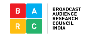 B A
R C
BROADCAST
AUDIENCE
RESEARCH
COUNCIL
INDIA